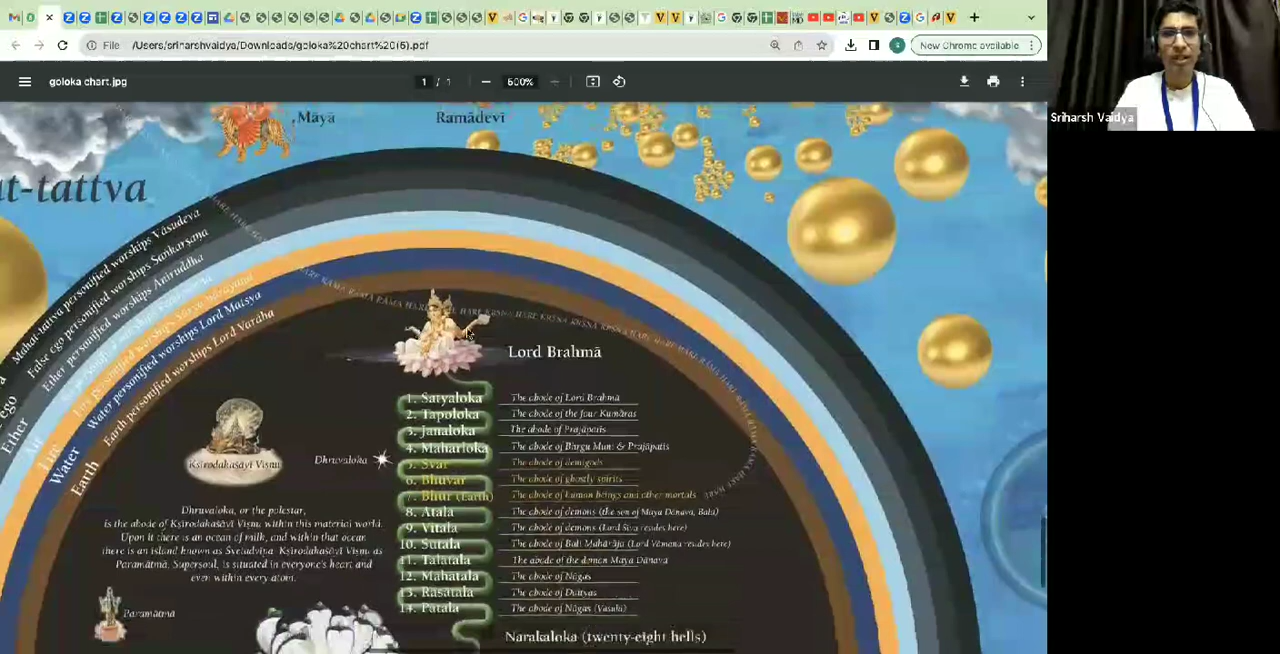 File
/Users/sriharshvaidya/Downloads/goloka%20chart%20(5).pdf
New Chrome available
goloka chart.jpg
1 / 1
500%
Sriharsh Vaidya
Māyā
Ramādevī
at-tattva
Mahat-tattva personified worships Vāsudeva
False ego personified worships Saṅkarṣaṇa
Ether personified worships Aniruddha
Water personified worships Lord Matsya
Earth personified worships Lord Varāha
ego
Ether
Air
Fire
Water
Earth
Lord Brahmā
1. Satyaloka The abode of Lord Brahmā
2. Tapoloka The abode of the four Kumāras
3. Janaloka The abode of Prajāpatis
4. Maharloka The abode of Bhṛgu Muni & Prajāpatis
5. Svar The abode of demigods
6. Bhuvar The abode of ghostly spirits
7. Bhur (Earth) The abode of human beings and other mortals
8. Atala The abode of demons (the son of Maya Dānava, Bala)
9. Vitala The abode of demons (Lord Śiva resides here)
10. Sutala The abode of Bali Mahārāja (Lord Vāmana resides here)
11. Talatala The abode of the demon Maya Dānava
12. Mahatala The abode of Nāgas
13. Rasatala The abode of Daityas
14. Patala The abode of Nāgas (Vāsuki)
Narakaloka (twenty-eight hells)
Kṣīrodakaśāyī Viṣṇu
Dhruvaloka
Dhruvaloka, or the polestar,
is the abode of Kṣīrodakaśāyī Viṣṇu within this material world.
Upon it there is an ocean of milk, and within that ocean
there is an island known as Śvetadvīpa. Kṣīrodakaśāyī Viṣṇu as
Paramātmā, Supersoul, is situated in everyone's heart and
even within every atom.
Paramātmā